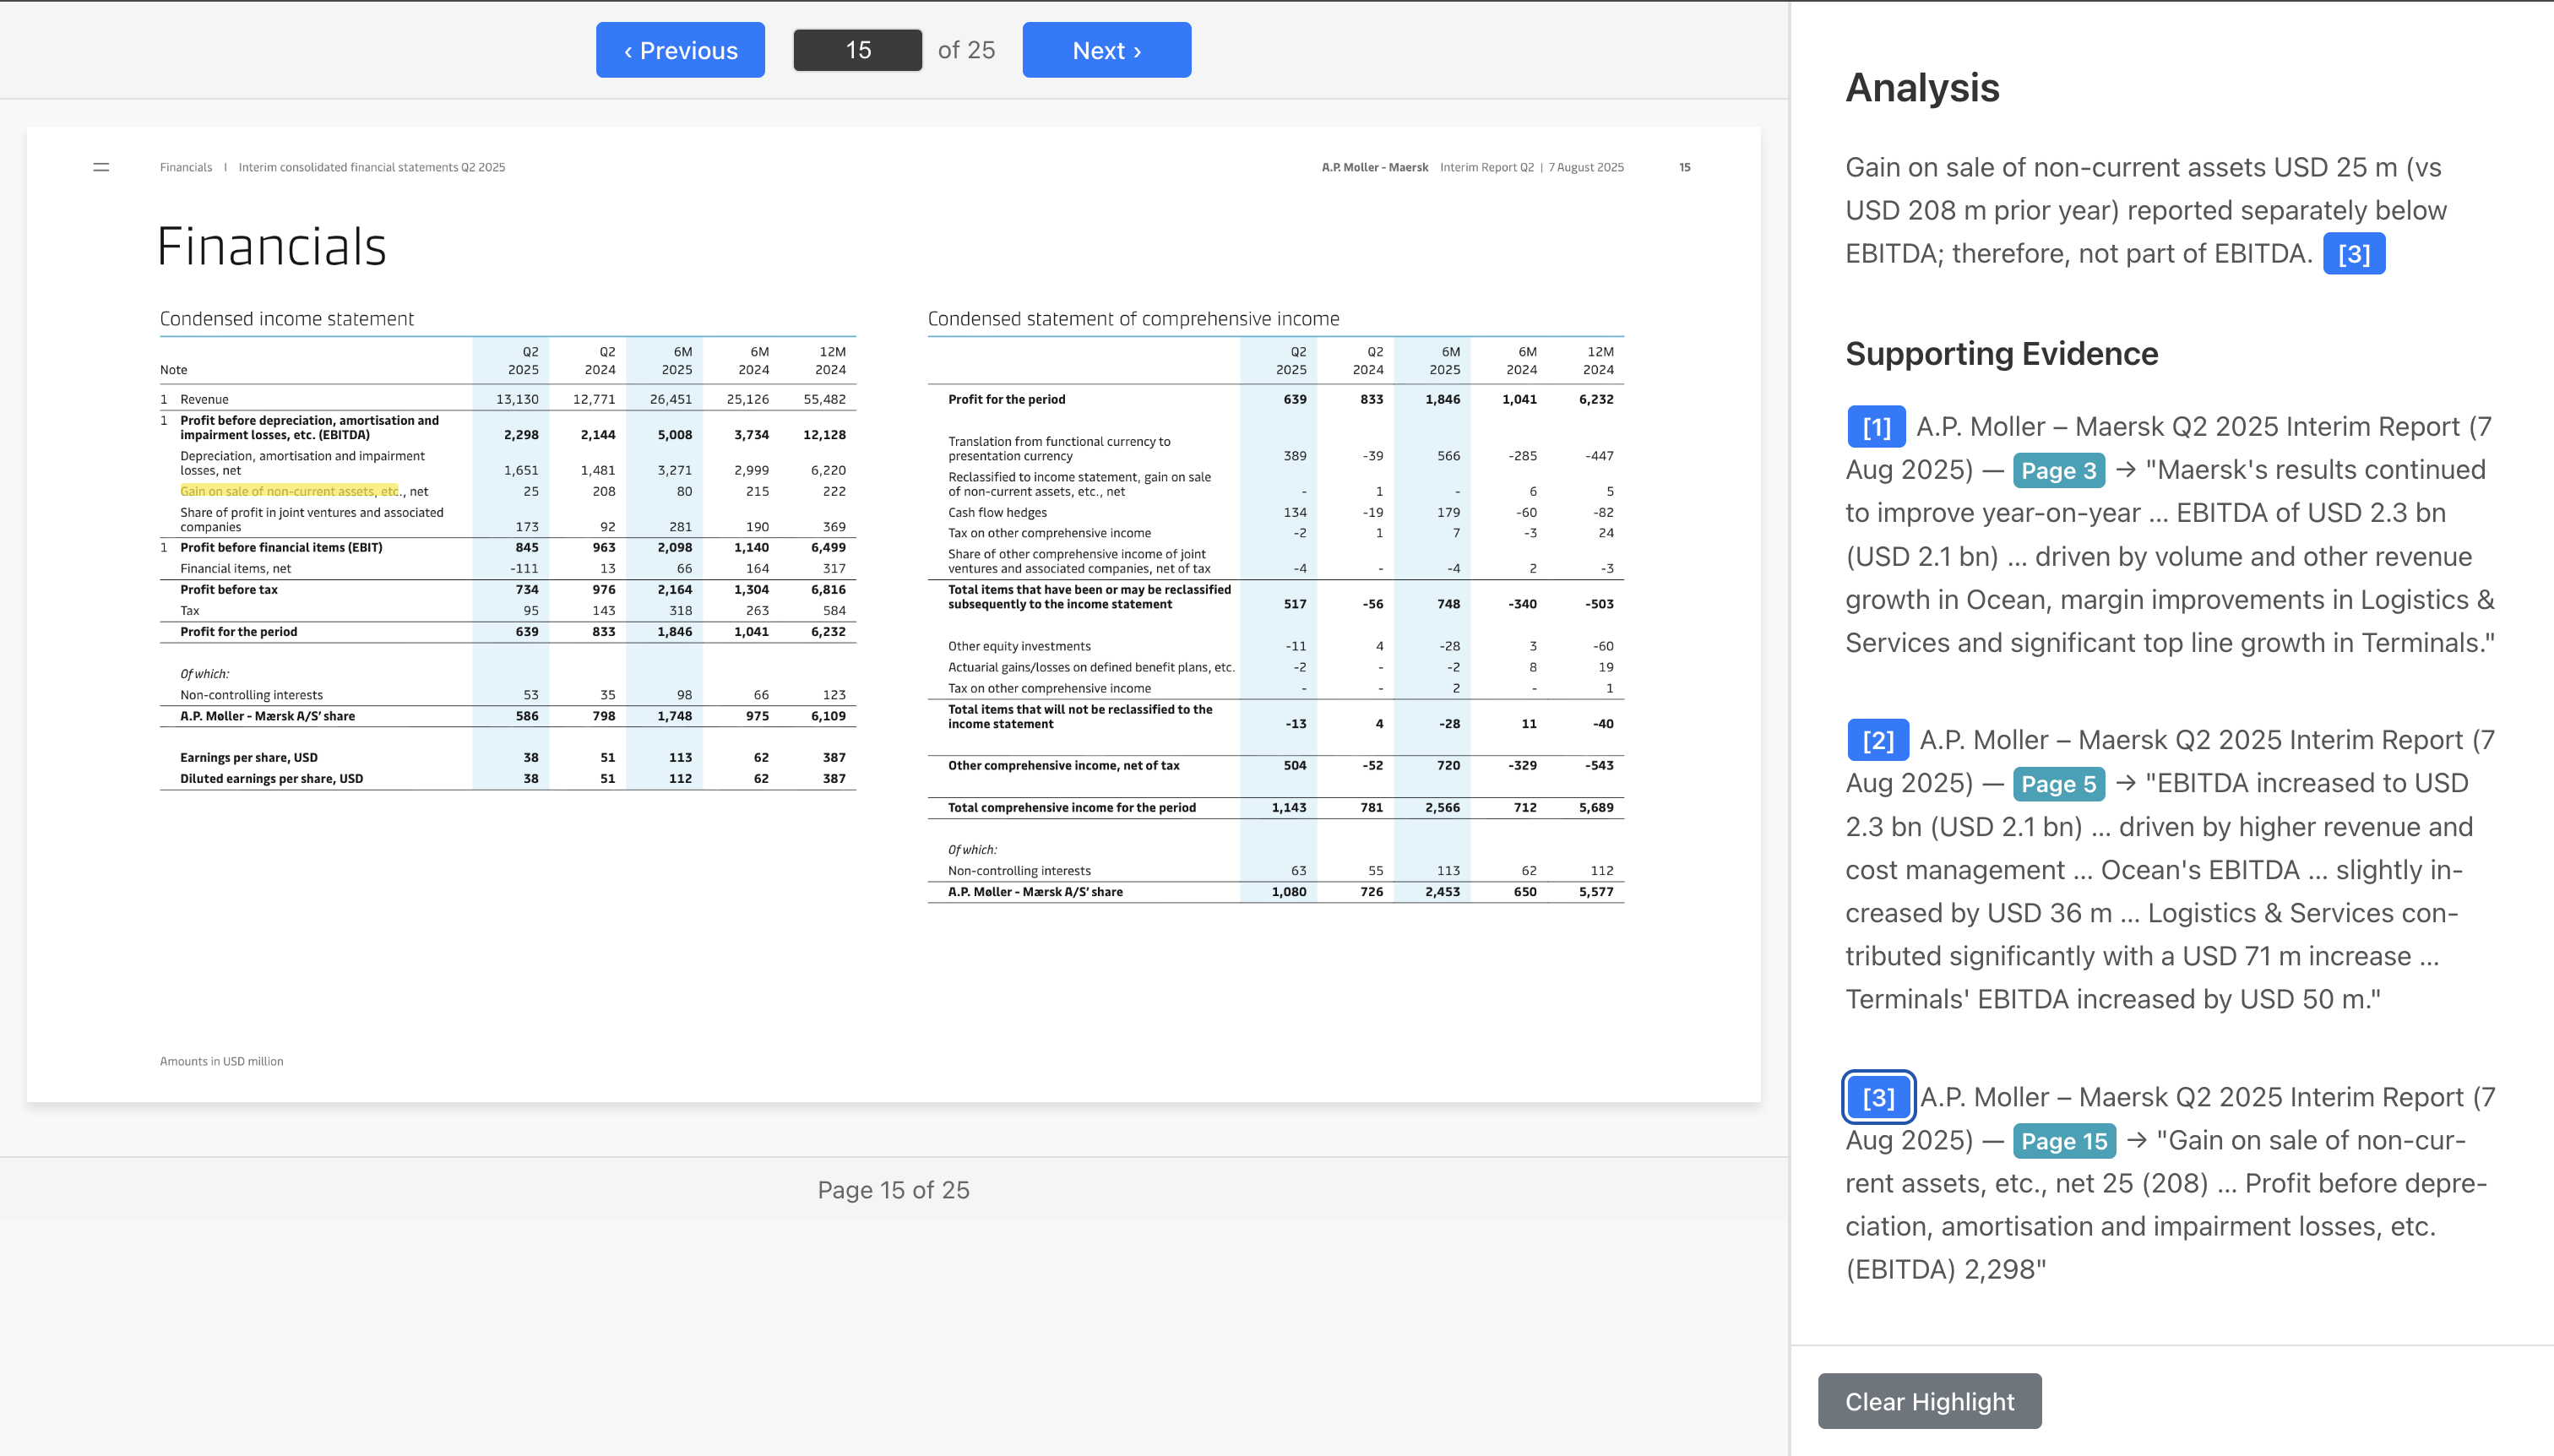 ‹ Previous 15 of 25 Next ›
Financials | Interim consolidated financial statements Q2 2025
A.P. Moller - Maersk Interim Report Q2 | 7 August 2025 15
Financials
Condensed income statement
Q2 Q2 6M 6M 12M
Note 2025 2024 2025 2024 2024
1 Revenue 13,130 12,771 26,451 25,126 55,482
1 Profit before depreciation, amortisation and
impairment losses, etc. (EBITDA) 2,298 2,144 5,008 3,734 12,128
Depreciation, amortisation and impairment
losses, net 1,651 1,481 3,271 2,999 6,220
Gain on sale of non-current assets, etc., net 25 208 80 215 222
Share of profit in joint ventures and associated
companies 173 92 281 190 369
1 Profit before financial items (EBIT) 845 963 2,098 1,140 6,499
Financial items, net -111 13 66 164 317
Profit before tax 734 976 2,164 1,304 6,816
Tax 95 143 318 263 584
Profit for the period 639 833 1,846 1,041 6,232
Of which:
Non-controlling interests 53 35 98 66 123
A.P. Møller - Mærsk A/S' share 586 798 1,748 975 6,109
Earnings per share, USD 38 51 113 62 387
Diluted earnings per share, USD 38 51 112 62 387
Amounts in USD million
Condensed statement of comprehensive income
Q2 Q2 6M 6M 12M
2025 2024 2025 2024 2024
Profit for the period 639 833 1,846 1,041 6,232
Translation from functional currency to
presentation currency 389 -39 566 -285 -447
Reclassified to income statement, gain on sale
of non-current assets, etc., net - 1 - 6 5
Cash flow hedges 134 -19 179 -60 -82
Tax on other comprehensive income -2 1 7 -3 24
Share of other comprehensive income of joint
ventures and associated companies, net of tax -4 - -4 2 -3
Total items that have been or may be reclassified
subsequently to the income statement 517 -56 748 -340 -503
Other equity investments -11 4 -28 3 -60
Actuarial gains/losses on defined benefit plans, etc. -2 - -2 8 19
Tax on other comprehensive income - - 2 - 1
Total items that will not be reclassified to the
income statement -13 4 -28 11 -40
Other comprehensive income, net of tax 504 -52 720 -329 -543
Total comprehensive income for the period 1,143 781 2,566 712 5,689
Of which:
Non-controlling interests 63 55 113 62 112
A.P. Møller - Mærsk A/S' share 1,080 726 2,453 650 5,577
Page 15 of 25
Analysis
Gain on sale of non-current assets USD 25 m (vs
USD 208 m prior year) reported separately below
EBITDA; therefore, not part of EBITDA. [3]
Supporting Evidence
[1] A.P. Moller – Maersk Q2 2025 Interim Report (7
Aug 2025) — Page 3 → "Maersk's results continued
to improve year-on-year ... EBITDA of USD 2.3 bn
(USD 2.1 bn) ... driven by volume and other revenue
growth in Ocean, margin improvements in Logistics &
Services and significant top line growth in Terminals."
[2] A.P. Moller – Maersk Q2 2025 Interim Report (7
Aug 2025) — Page 5 → "EBITDA increased to USD
2.3 bn (USD 2.1 bn) ... driven by higher revenue and
cost management ... Ocean's EBITDA ... slightly in-
creased by USD 36 m ... Logistics & Services con-
tributed significantly with a USD 71 m increase ...
Terminals' EBITDA increased by USD 50 m."
[3] A.P. Moller – Maersk Q2 2025 Interim Report (7
Aug 2025) — Page 15 → "Gain on sale of non-cur-
rent assets, etc., net 25 (208) ... Profit before depre-
ciation, amortisation and impairment losses, etc.
(EBITDA) 2,298"
Clear Highlight